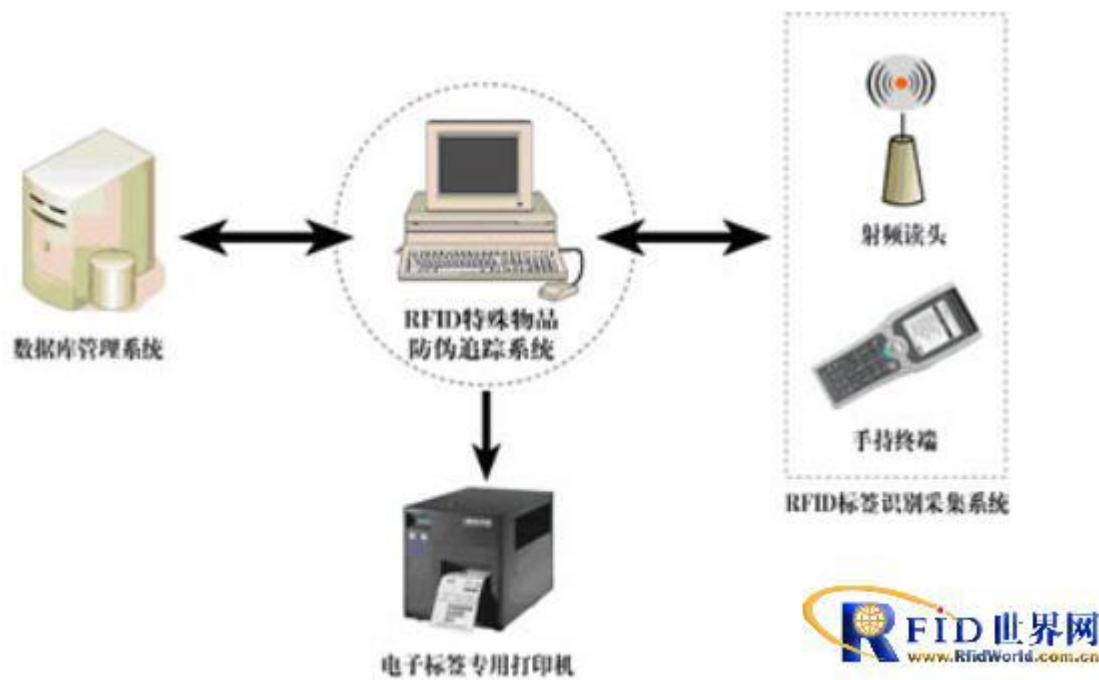 射频读头
RFID特殊物品
防伪追踪系统
数据库管理系统
手持终端
RFID标签识别采集系统
电子标签专用打印机
RFID世界网
www.RfidWorld.com.cn